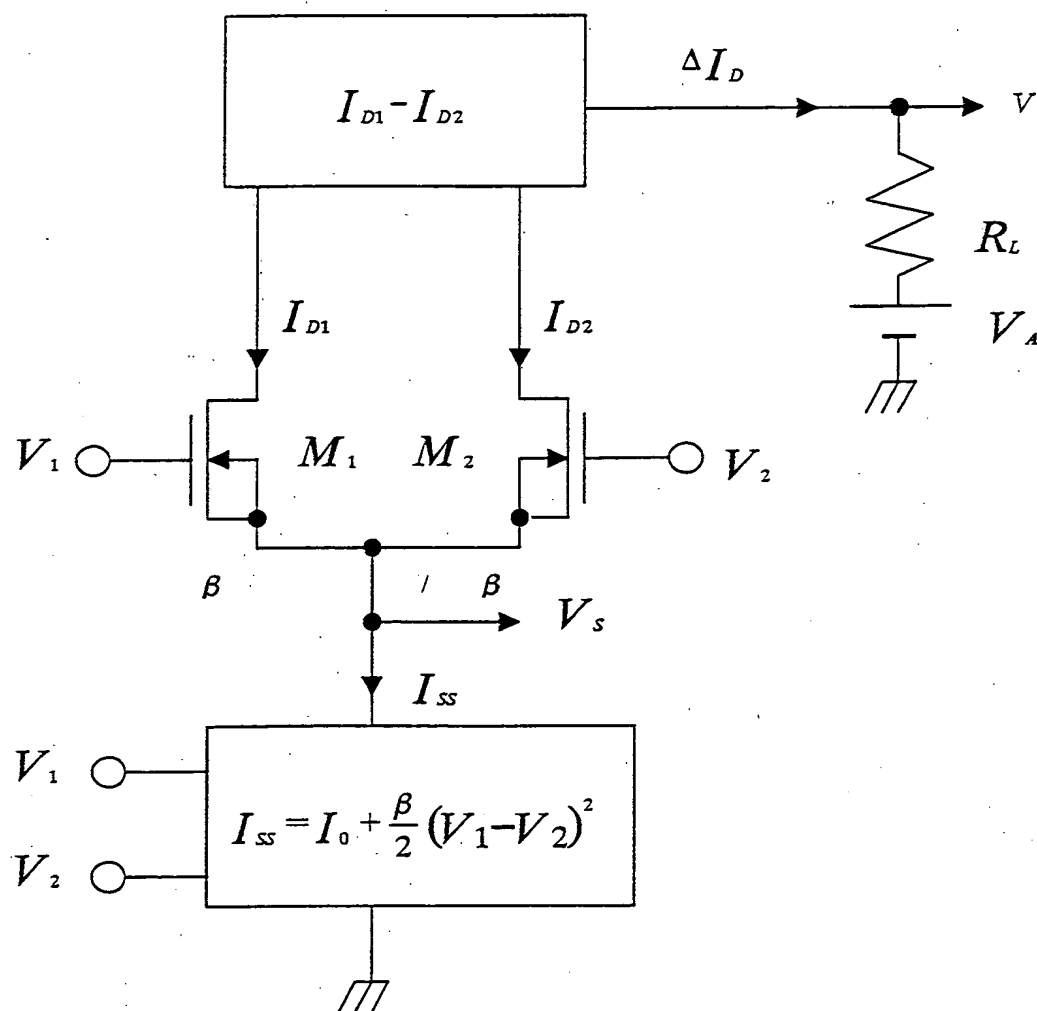 ΔI_D
I_D1 - I_D2
V
R_L
I_D1
I_D2
V_A
V_1
M_1
M_2
V_2
β
/
β
V_S
I_SS
V_1
I_SS = I_0 + β/2 (V_1 - V_2)^2
V_2